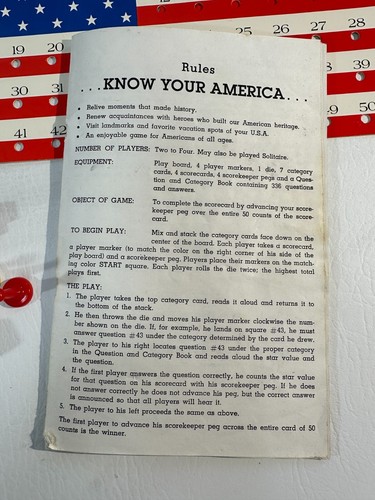 25 26 27 28
19 20
38 39
30 31
50
41 42
Rules
...KNOW YOUR AMERICA...
• Relive moments that made history.
• Renew acquaintances with heroes who built our American heritage.
• Visit landmarks and favorite vacation spots of your U.S.A.
• An enjoyable game for Americans of all ages.
NUMBER OF PLAYERS: Two to Four. May also be played Solitaire.
EQUIPMENT: Play board, 4 player markers, 1 die, 7 category
cards, 4 scorecards, 4 scorekeeper pegs and a Ques-
tion and Category Book containing 336 questions
and answers.
OBJECT OF GAME: To complete the scorecard by advancing your score-
keeper peg over the entire 50 counts of the score-
card.
TO BEGIN PLAY: Mix and stack the category cards face down on the
center of the board. Each player takes a scorecard,
a player marker (to match the color on the right corner of his side of the
play board) and a scorekeeper peg. Players place their markers on the match-
ing color START square. Each player rolls the die twice; the highest total
plays first.
THE PLAY:
1. The player takes the top category card, reads it aloud and returns it to
the bottom of the stack.
2. He then throws the die and moves his player marker clockwise the num-
ber shown on the die. If, for example, he lands on square #43, he must
answer question #43 under the category determined by the card he drew.
3. The player to his right locates question #43 under the proper category
in the Question and Category Book and reads aloud the star value and
the question.
4. If the first player answers the question correctly, he counts the star value
for that question on his scorecard with his scorekeeper peg. If he does
not answer correctly he does not advance his peg, but the correct answer
is announced so that all players will hear it.
5. The player to his left proceeds the same as above.
The first player to advance his scorekeeper peg across the entire card of 50
counts is the winner.